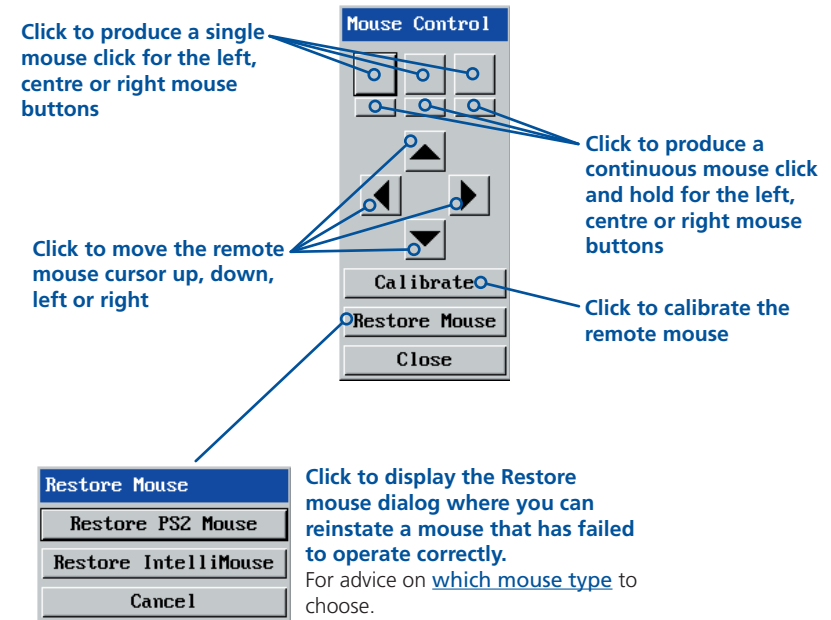 Mouse Control
Click to produce a single
mouse click for the left,
centre or right mouse
buttons
Click to produce a
continuous mouse click
and hold for the left,
centre or right mouse
buttons
Click to move the remote
mouse cursor up, down,
left or right
Calibrate
Click to calibrate the
remote mouse
Restore Mouse
Close
Restore Mouse
Restore PS2 Mouse
Restore IntelliMouse
Cancel
Click to display the Restore
mouse dialog where you can
reinstate a mouse that has failed
to operate correctly.
For advice on which mouse type to
choose.